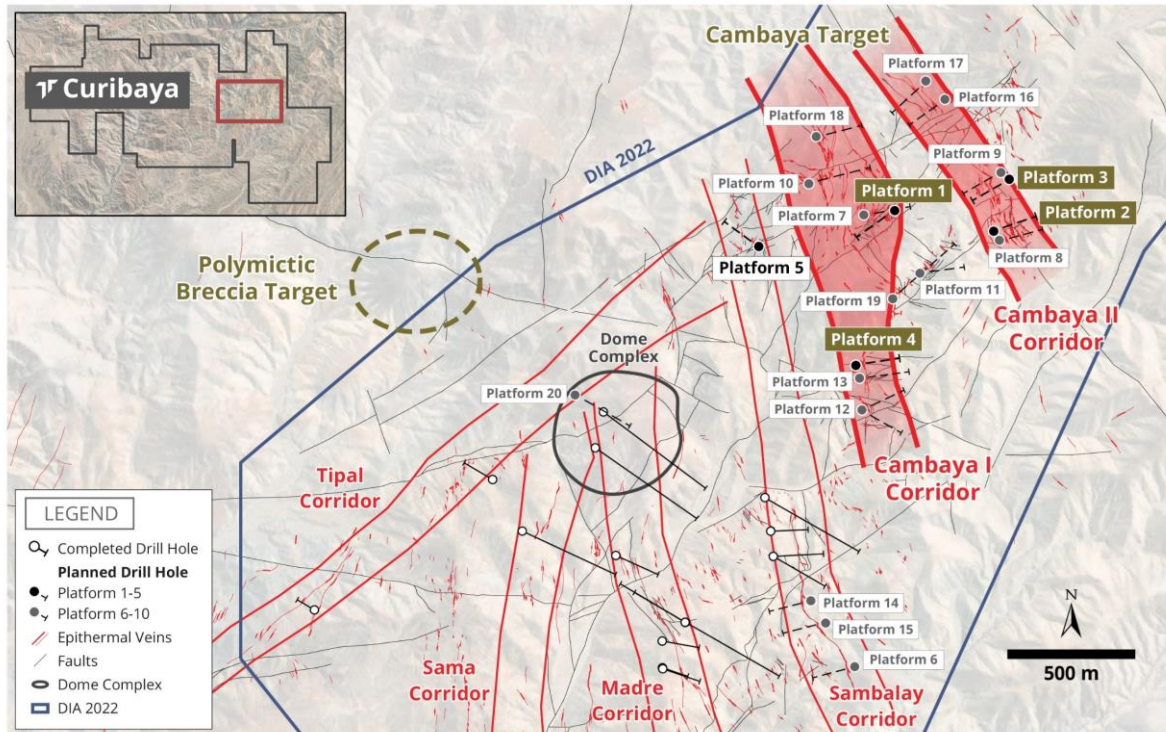 Curibaya
Cambaya Target
DIA 2022
Polymictic
Breccia Target
Platform 17
Platform 16
Platform 18
Platform 9
Platform 3
Platform 10
Platform 1
Platform 7
Platform 2
Platform 8
Platform 5
Platform 11
Platform 19
Cambaya II
Corridor
Platform 4
Dome
Complex
Platform 13
Platform 20
Platform 12
Cambaya I
Corridor
Tipal
Corridor
Platform 14
Platform 15
Platform 6
Sama
Corridor
Madre
Corridor
Sambalay
Corridor
LEGEND
Completed Drill Hole
Planned Drill Hole
Platform 1-5
Platform 6-10
Epithermal Veins
Faults
Dome Complex
DIA 2022
N
500 m